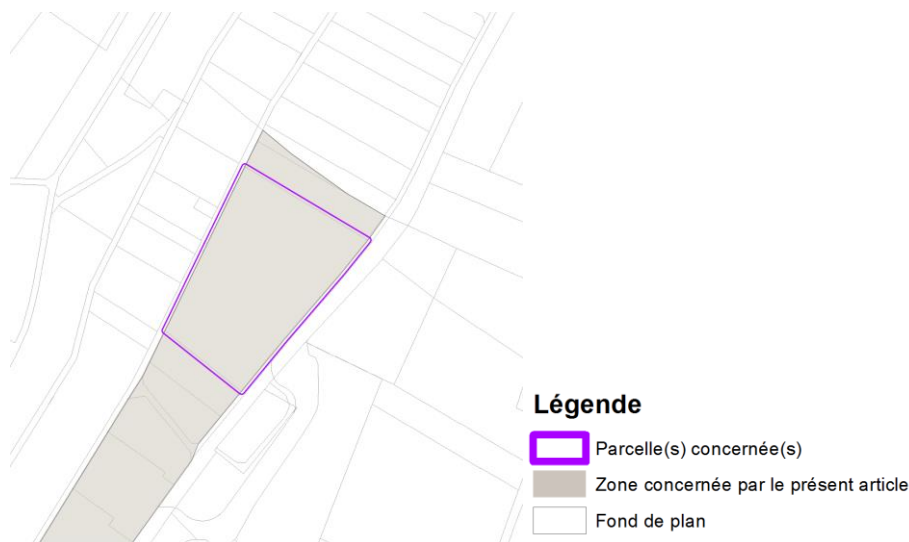 Légende
Parcelle(s) concernée(s)
Zone concernée par le présent article
Fond de plan